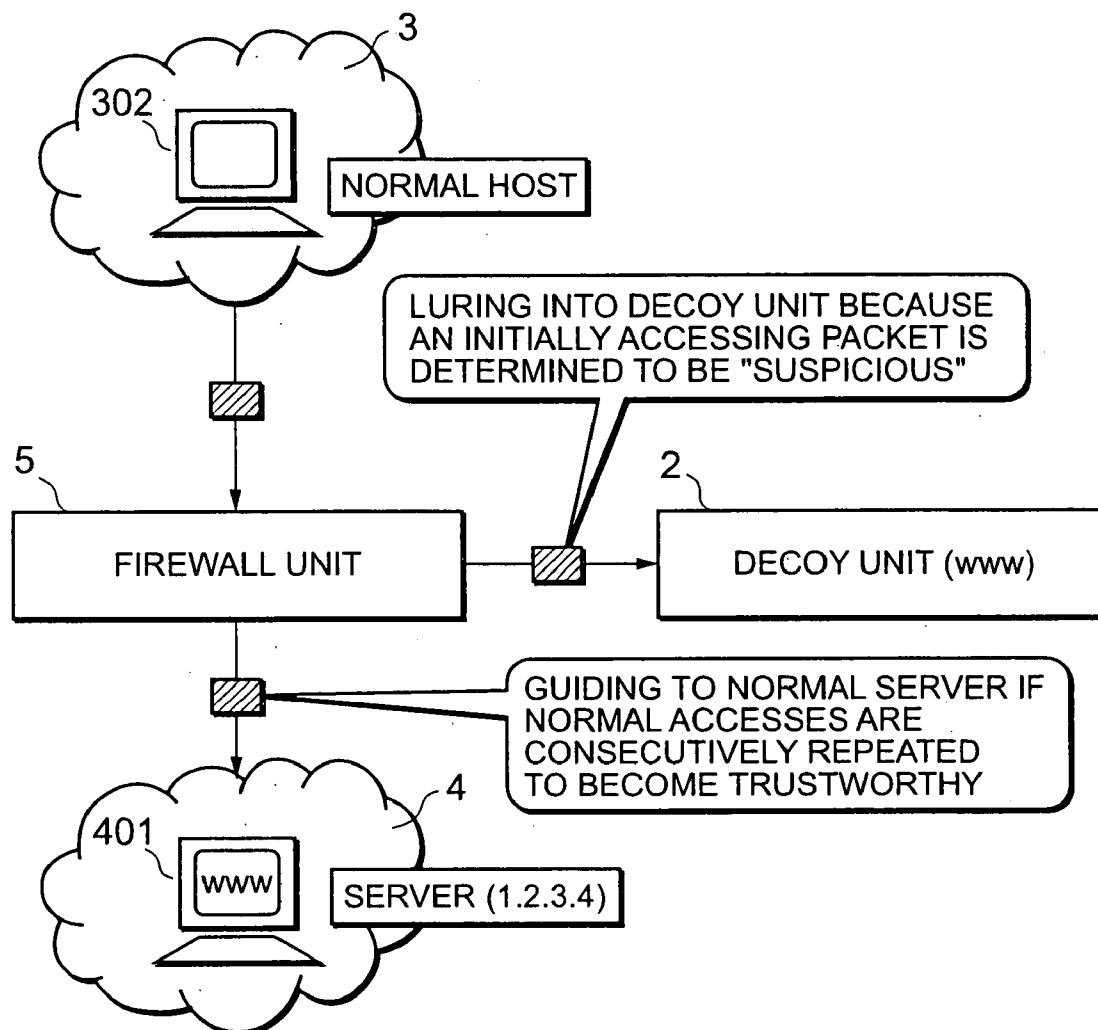 3
302
NORMAL HOST
LURING INTO DECOY UNIT BECAUSE
AN INITIALLY ACCESSING PACKET IS
DETERMINED TO BE "SUSPICIOUS"
5
2
FIREWALL UNIT
DECOY UNIT (www)
GUIDING TO NORMAL SERVER IF
NORMAL ACCESSES ARE
CONSECUTIVELY REPEATED
TO BECOME TRUSTWORTHY
4
401
www
SERVER (1.2.3.4)